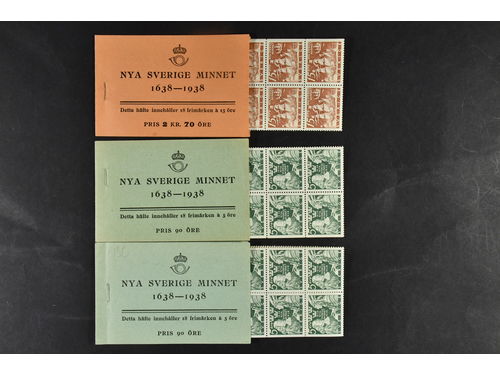 NYA SVERIGE MINNET
1638—1938
Detta häfte innehåller 18 frimärken à 15 öre
PRIS 2 KR. 70 ÖRE
NYA SVERIGE MINNET
1638—1938
Detta häfte innehåller 18 frimärken à 5 öre
PRIS 90 ÖRE
NYA SVERIGE MINNET
1638—1938
Detta häfte innehåller 18 frimärken à 5 öre
PRIS 90 ÖRE